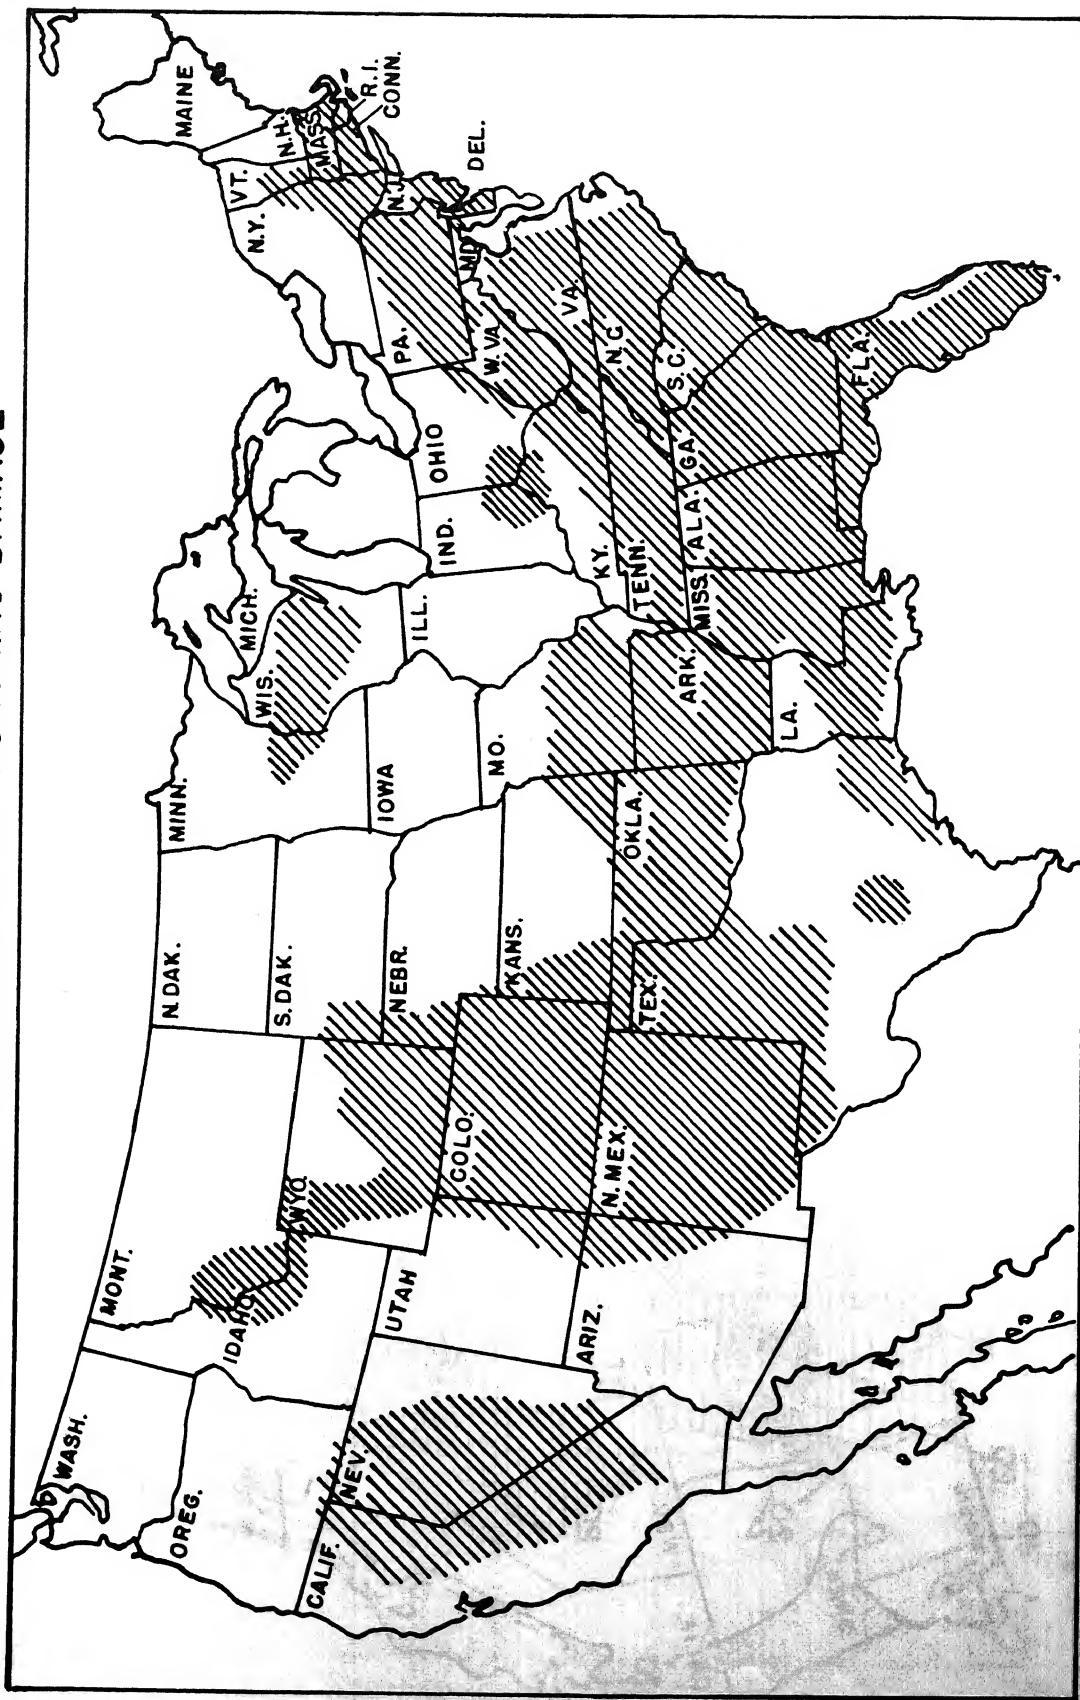 WASH.
OREG.
CALIF.
NEV.
IDAHO
MONT.
WYO.
UTAH
COLO.
ARIZ.
N. MEX.
N. DAK.
S. DAK.
NEBR.
KANS.
OKLA.
TEX.
MINN.
IOWA
MO.
ARK.
LA.
WIS.
MICH.
ILL.
IND.
OHIO
KY.
TENN.
MISS.
ALA.
GA.
FLA.
S. C.
N. C.
VA.
W. VA.
MD.
DEL.
PA.
N. J.
N.Y.
VT.
N.H.
MAINE
MASS.
R. I.
CONN.